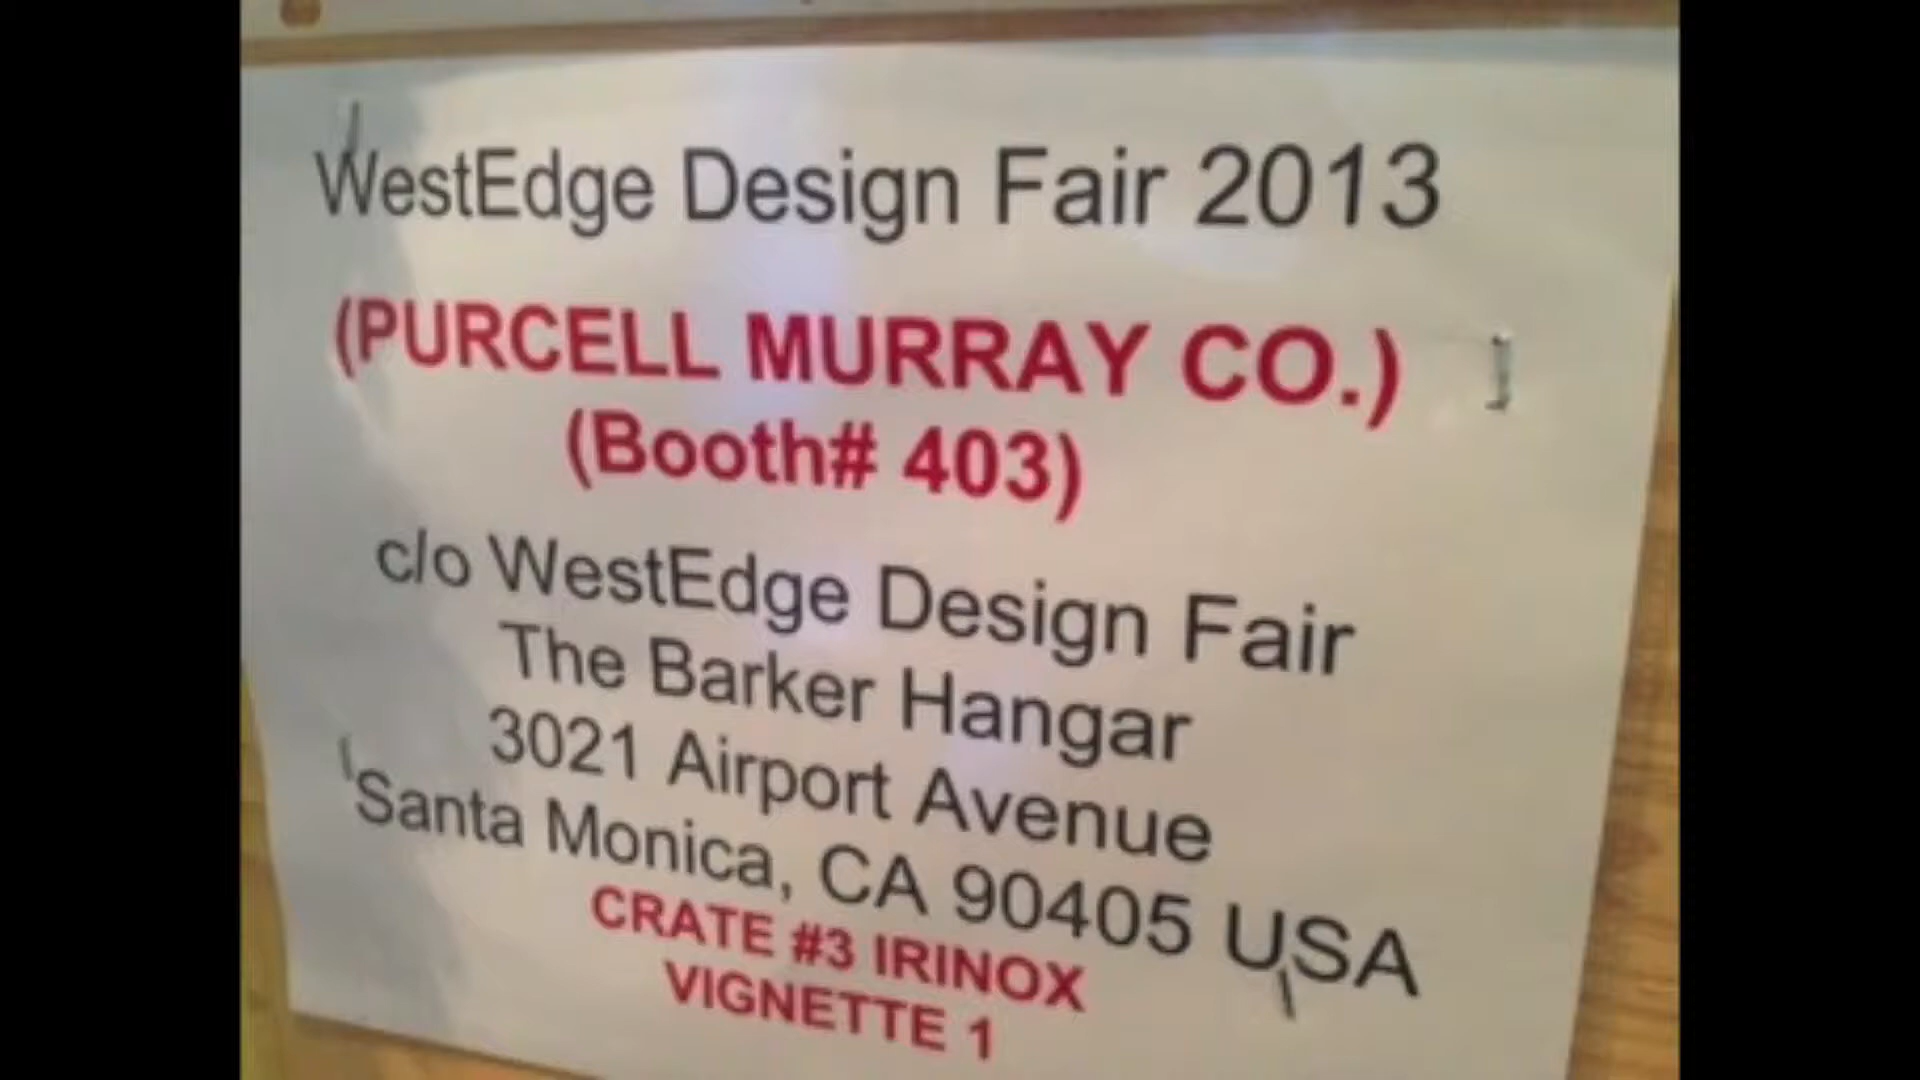 WestEdge Design Fair 2013
(PURCELL MURRAY CO.)
(Booth# 403)
c/o WestEdge Design Fair
The Barker Hangar
3021 Airport Avenue
Santa Monica, CA 90405 USA
CRATE #3 IRINOX
VIGNETTE 1